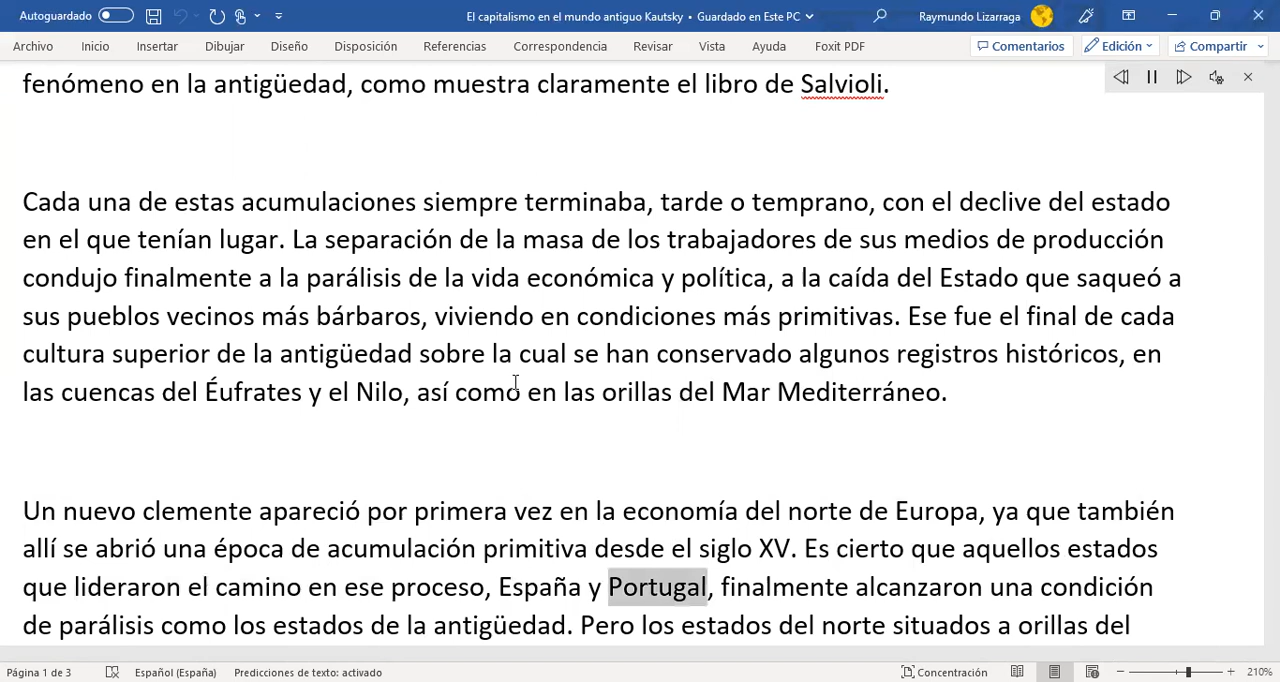 Autoguardado El capitalismo en el mundo antiguo Kautsky • Guardado en Este PC Raymundo Lizarraga
Archivo Inicio Insertar Dibujar Diseño Disposición Referencias Correspondencia Revisar Vista Ayuda Foxit PDF Comentarios Edición Compartir
fenómeno en la antigüedad, como muestra claramente el libro de Salvioli.
Cada una de estas acumulaciones siempre terminaba, tarde o temprano, con el declive del estado
en el que tenían lugar. La separación de la masa de los trabajadores de sus medios de producción
condujo finalmente a la parálisis de la vida económica y política, a la caída del Estado que saqueó a
sus pueblos vecinos más bárbaros, viviendo en condiciones más primitivas. Ese fue el final de cada
cultura superior de la antigüedad sobre la cual se han conservado algunos registros históricos, en
las cuencas del Éufrates y el Nilo, así como en las orillas del Mar Mediterráneo.
Un nuevo clemente apareció por primera vez en la economía del norte de Europa, ya que también
allí se abrió una época de acumulación primitiva desde el siglo XV. Es cierto que aquellos estados
que lideraron el camino en ese proceso, España y Portugal, finalmente alcanzaron una condición
de parálisis como los estados de la antigüedad. Pero los estados del norte situados a orillas del
Página 1 de 3 Español (España) Predicciones de texto: activado Concentración 210%